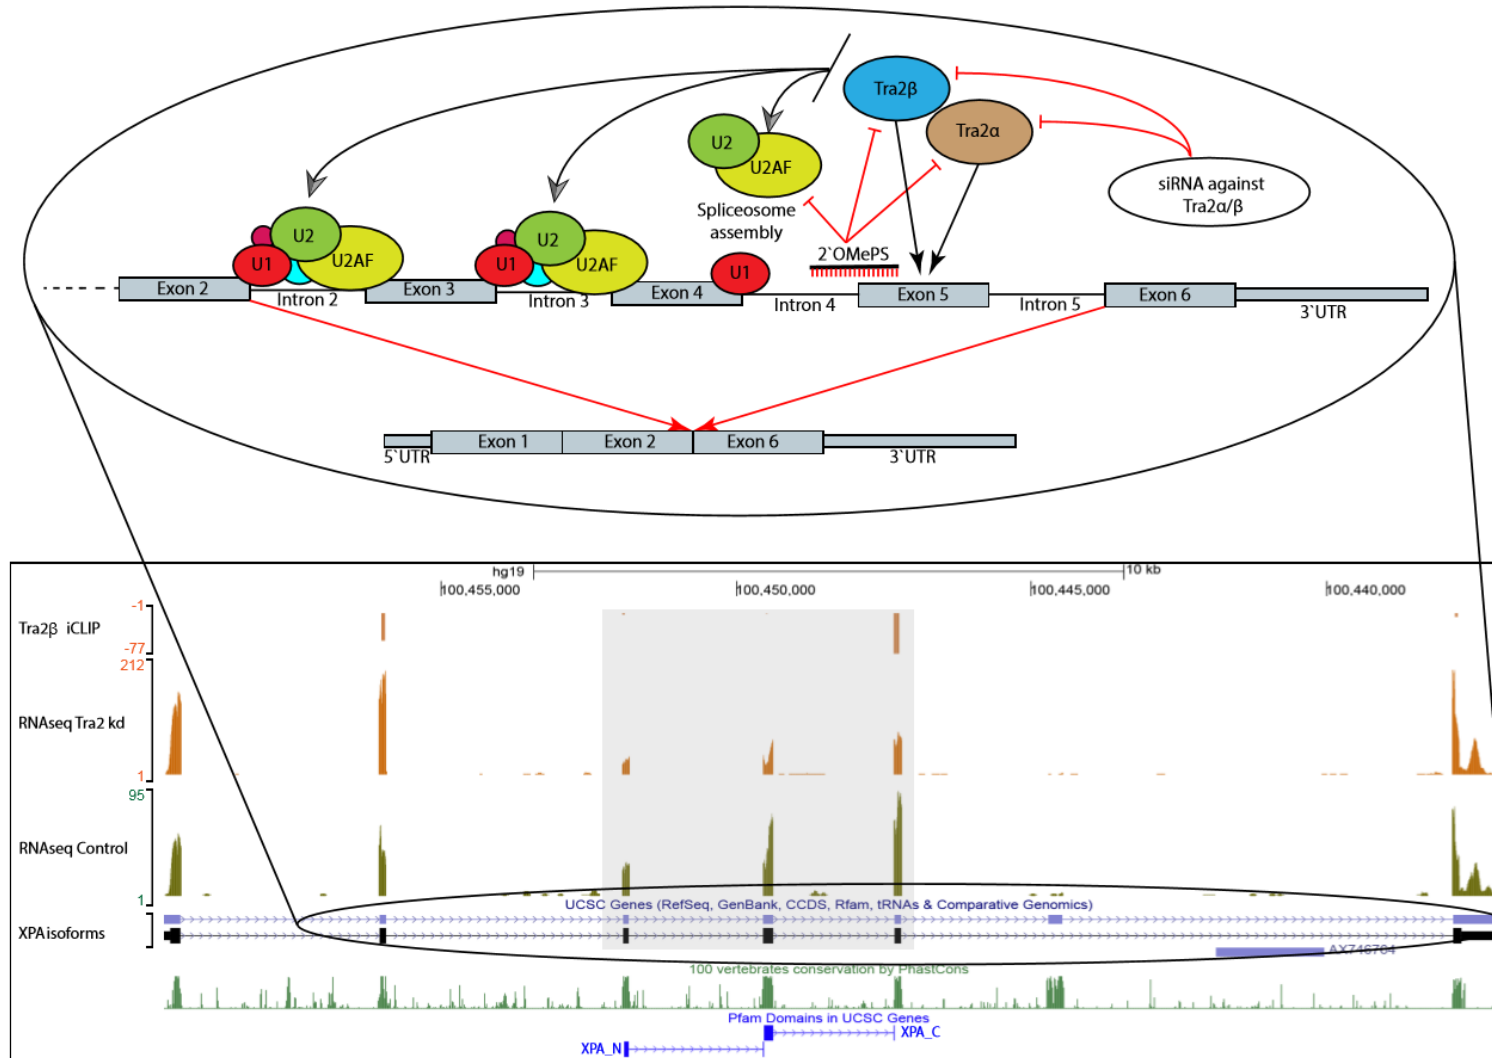 Tra2β
Tra2α
U2
U2AF
Spliceosome
assembly
siRNA against
Tra2α/β
2`OMePS
U2
U1
U2AF
U2
U1
U2AF
U1
Exon 2
Intron 2
Exon 3
Intron 3
Exon 4
Intron 4
Exon 5
Intron 5
Exon 6
3`UTR
Exon 1
Exon 2
Exon 6
5`UTR
3`UTR
hg19
10 kb
100,455,000
100,450,000
100,445,000
100,440,000
-1
Tra2β iCLIP
-77
212
RNAseq Tra2 kd
1
95
RNAseq Control
1
UCSC Genes (RefSeq, GenBank, CCDS, Rfam, tRNAs & Comparative Genomics)
XPA isoforms
AX746704
100 vertebrates conservation by PhastCons
Pfam Domains in UCSC Genes
XPA_C
XPA_N